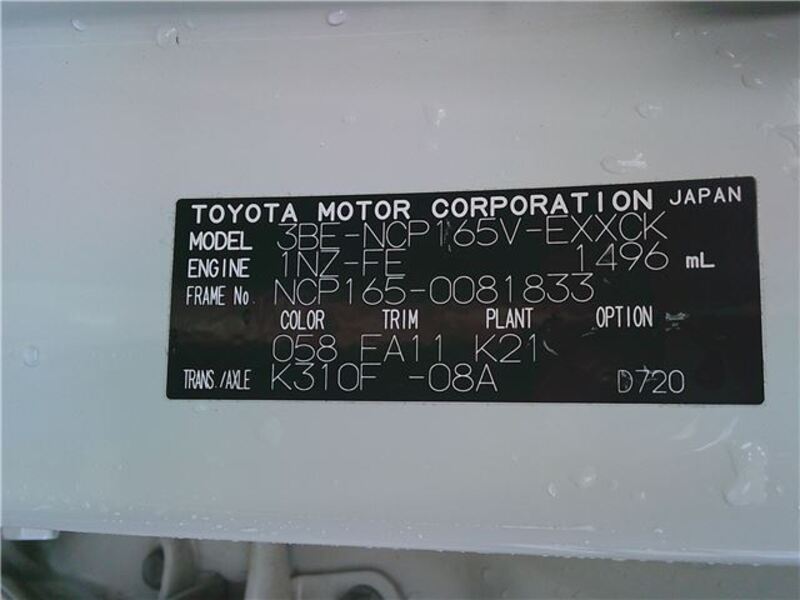 TOYOTA MOTOR CORPORATION JAPAN
MODEL 3BE-NCP165V-EXXCK
ENGINE 1NZ-FE 1496 mL
FRAME No. NCP165-0081833
COLOR TRIM PLANT OPTION
058 FA11 K21
TRANS./AXLE K310F -08A D720